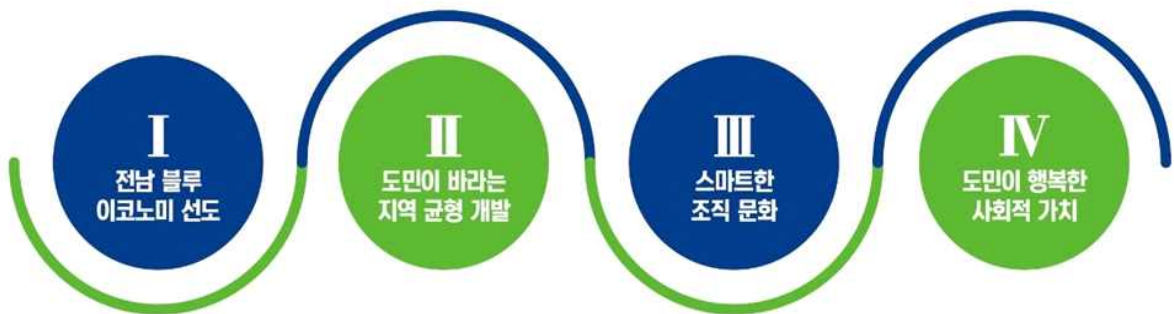 I
전남 블루
이코노미 선도
II
도민이 바라는
지역 균형 개발
III
스마트한
조직 문화
IV
도민이 행복한
사회적 가치